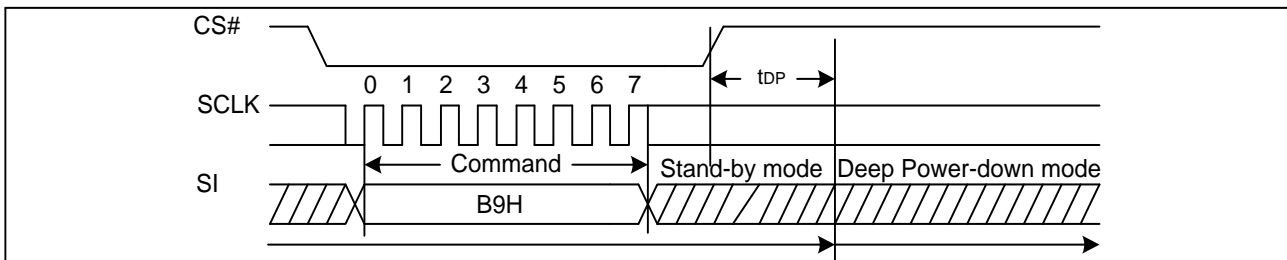 CS#
tDP
0 1 2 3 4 5 6 7
SCLK
Command
Stand-by mode Deep Power-down mode
SI
B9H